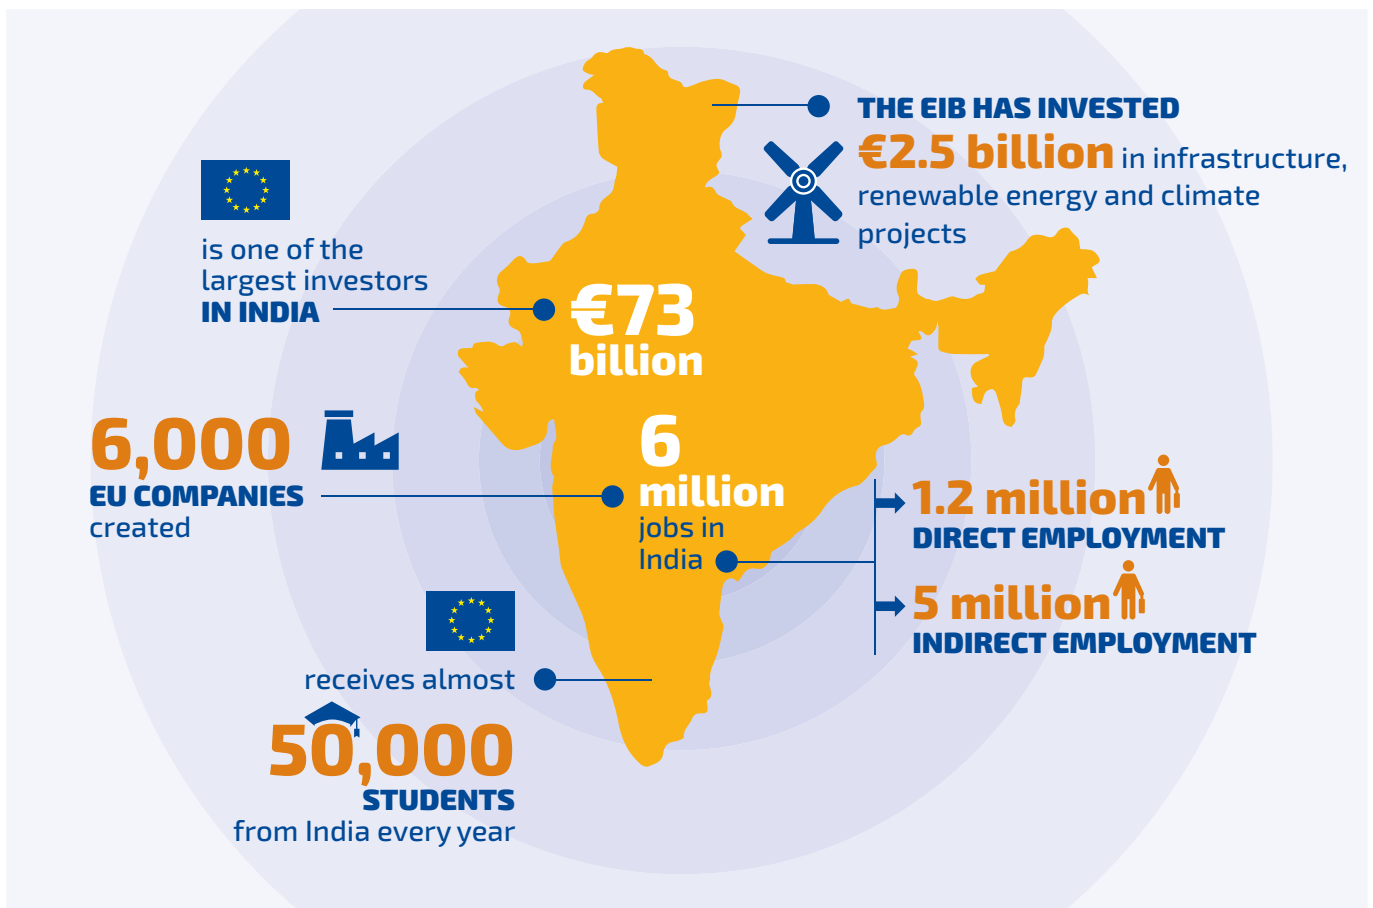 THE EIB HAS INVESTED
€2.5 billion in infrastructure,
renewable energy and climate
projects
is one of the
largest investors
IN INDIA
€73
billion
6,000
EU COMPANIES
created
6
million
jobs in
India
1.2 million
DIRECT EMPLOYMENT
5 million
INDIRECT EMPLOYMENT
receives almost
50,000
STUDENTS
from India every year